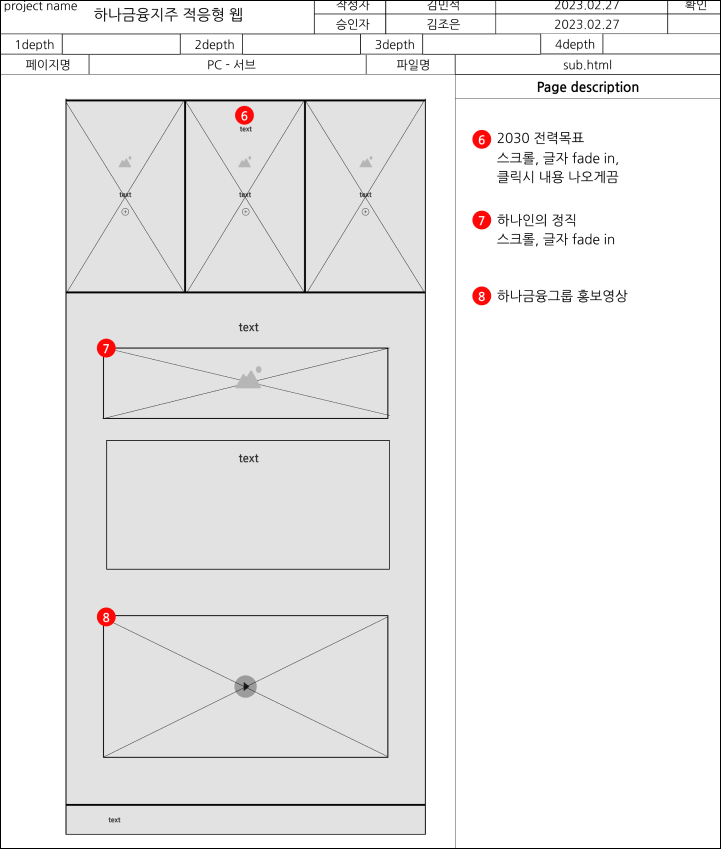 project name 하나금융지주 적응형 웹 작성자 김민석 2023.02.27 확인
승인자 김조은 2023.02.27
1depth 2depth 3depth 4depth
페이지명 PC - 서브 파일명 sub.html
Page description
6
text
text text text
text
7
text
8
text
6 2030 전력목표
스크롤, 글자 fade in,
클릭시 내용 나오게끔
7 하나인의 정직
스크롤, 글자 fade in
8 하나금융그룹 홍보영상